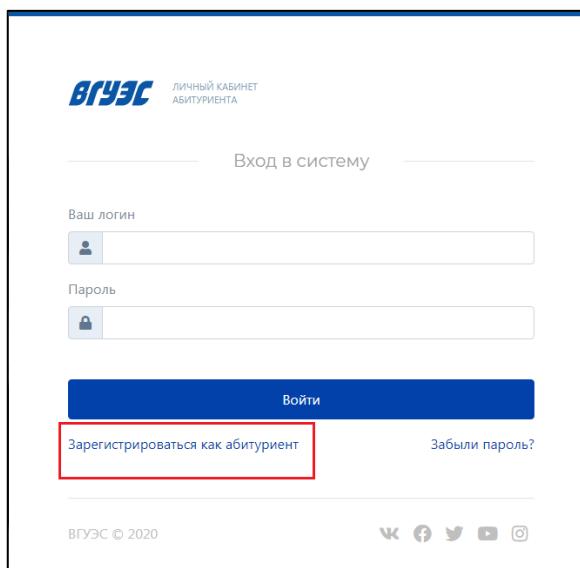 ВГУЭС
ЛИЧНЫЙ КАБИНЕТ
АБИТУРИЕНТА
Вход в систему
Ваш логин
Пароль
Войти
Зарегистрироваться как абитуриент
Забыли пароль?
ВГУЭС © 2020